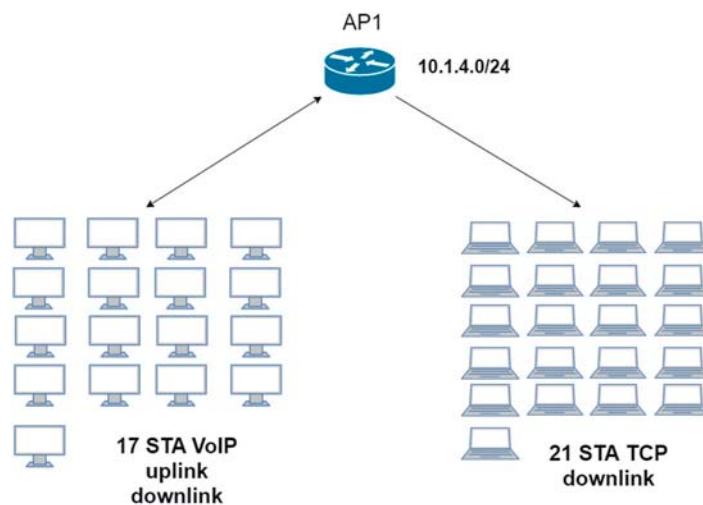 AP1
10.1.4.0/24
17 STA VoIP
uplink
downlink
21 STA TCP
downlink